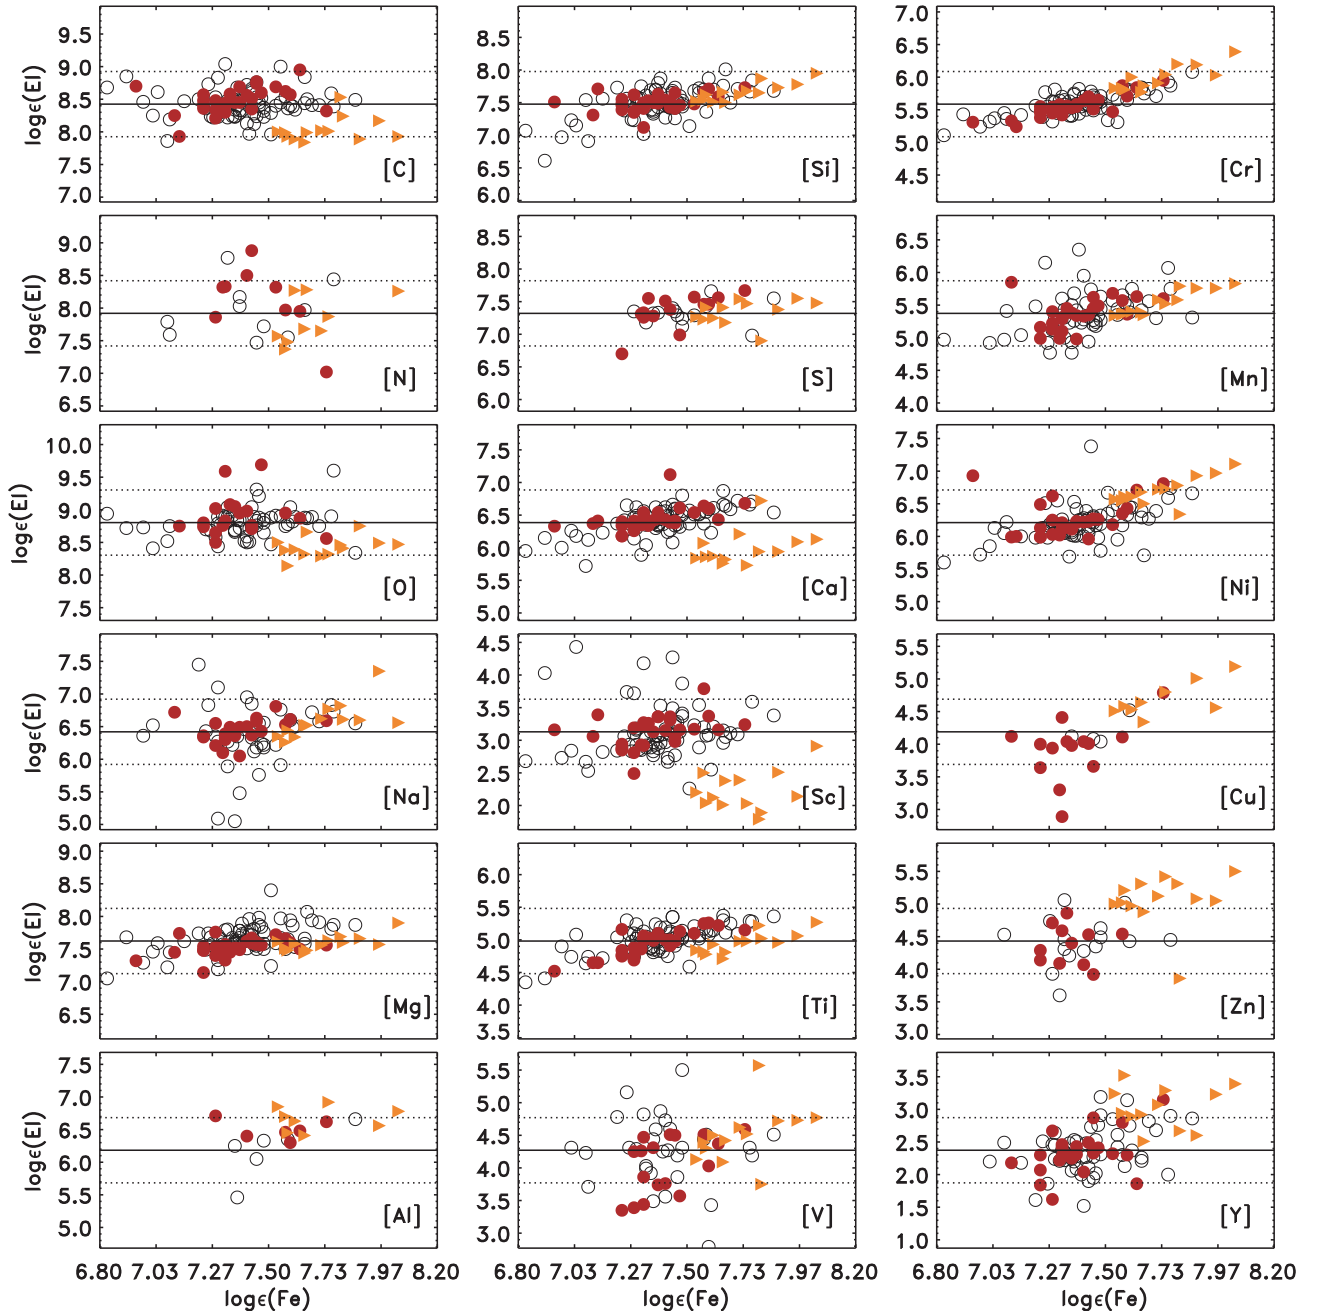 9.5 9.0 8.5 8.0 7.5 7.0 logϵ(El) [C]
8.5 8.0 7.5 7.0 6.5 6.0 [Si]
7.0 6.5 6.0 5.5 5.0 4.5 [Cr]
9.0 8.5 8.0 7.5 7.0 6.5 logϵ(El) [N]
8.5 8.0 7.5 7.0 6.5 6.0 [S]
6.5 6.0 5.5 5.0 4.5 4.0 [Mn]
10.0 9.5 9.0 8.5 8.0 7.5 logϵ(El) [O]
7.5 7.0 6.5 6.0 5.5 5.0 [Ca]
7.5 7.0 6.5 6.0 5.5 5.0 [Ni]
7.5 7.0 6.5 6.0 5.5 5.0 logϵ(El) [Na]
4.5 4.0 3.5 3.0 2.5 2.0 [Sc]
5.5 5.0 4.5 4.0 3.5 3.0 [Cu]
9.0 8.5 8.0 7.5 7.0 6.5 logϵ(El) [Mg]
6.0 5.5 5.0 4.5 4.0 3.5 [Ti]
5.5 5.0 4.5 4.0 3.5 3.0 [Zn]
7.5 7.0 6.5 6.0 5.5 5.0 logϵ(El) [Al]
5.5 5.0 4.5 4.0 3.5 3.0 [V]
3.5 3.0 2.5 2.0 1.5 1.0 [Y]
6.80 7.03 7.27 7.50 7.73 7.97 8.20
6.80 7.03 7.27 7.50 7.73 7.97 8.20
6.80 7.03 7.27 7.50 7.73 7.97 8.20
logϵ(Fe)
logϵ(Fe)
logϵ(Fe)